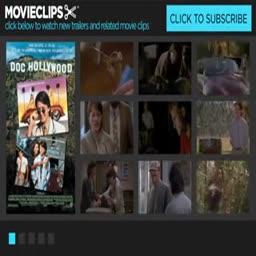 MOVIECLIPS
CLICK TO SUBSCRIBE
click below to watch new trailers and related movie clips
DOC HOLLYWOOD